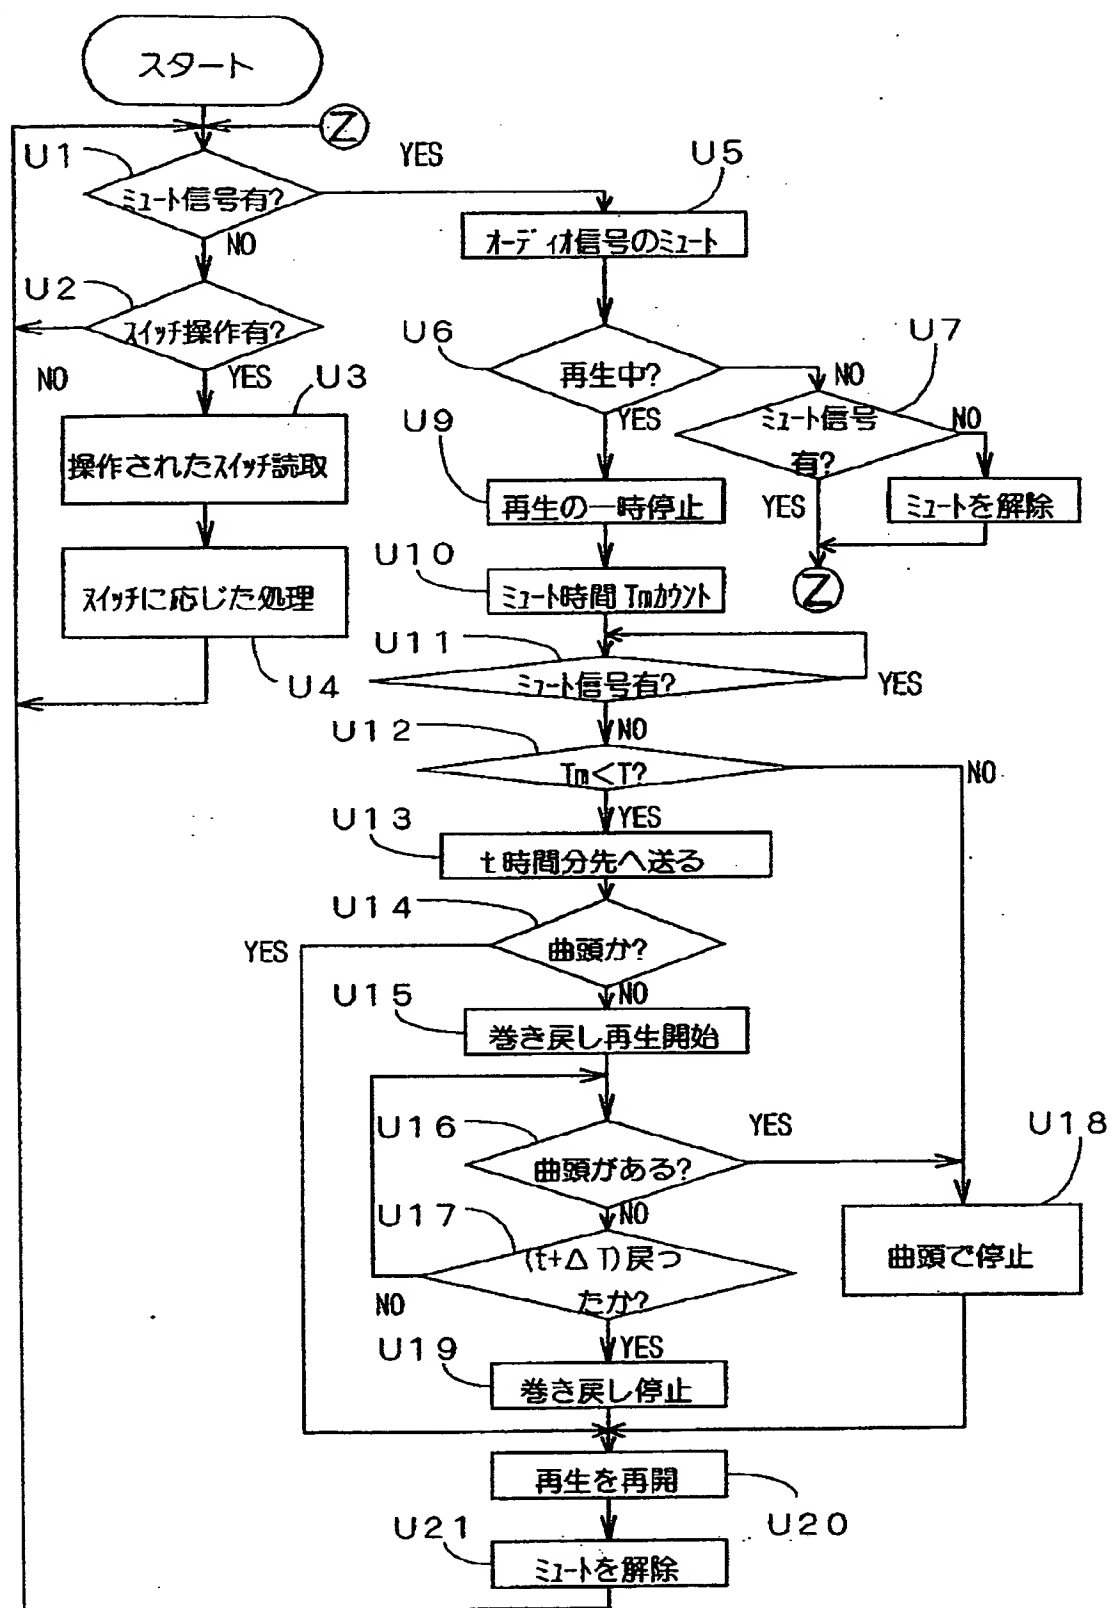 スタート
Z
U1
ミュート信号有?
YES
NO
U5
オーディオ信号のミュート
U2
スイッチ操作有?
NO
YES
U3
操作されたスイッチ読取
スイッチに応じた処理
U4
U6
再生中?
NO
YES
U7
ミュート信号
有?
NO
YES
ミュートを解除
Z
U9
再生の一時停止
U10
ミュート時間 Tmカウント
U11
ミュート信号有?
YES
NO
U12
Tm<T?
NO
YES
U13
t時間分先へ送る
U14
曲頭か?
YES
NO
U15
巻き戻し再生開始
U16
曲頭がある?
YES
NO
U17
(t+ΔT)戻っ
たか?
NO
YES
U18
曲頭で停止
U19
巻き戻し停止
再生を再開
U20
U21
ミュートを解除